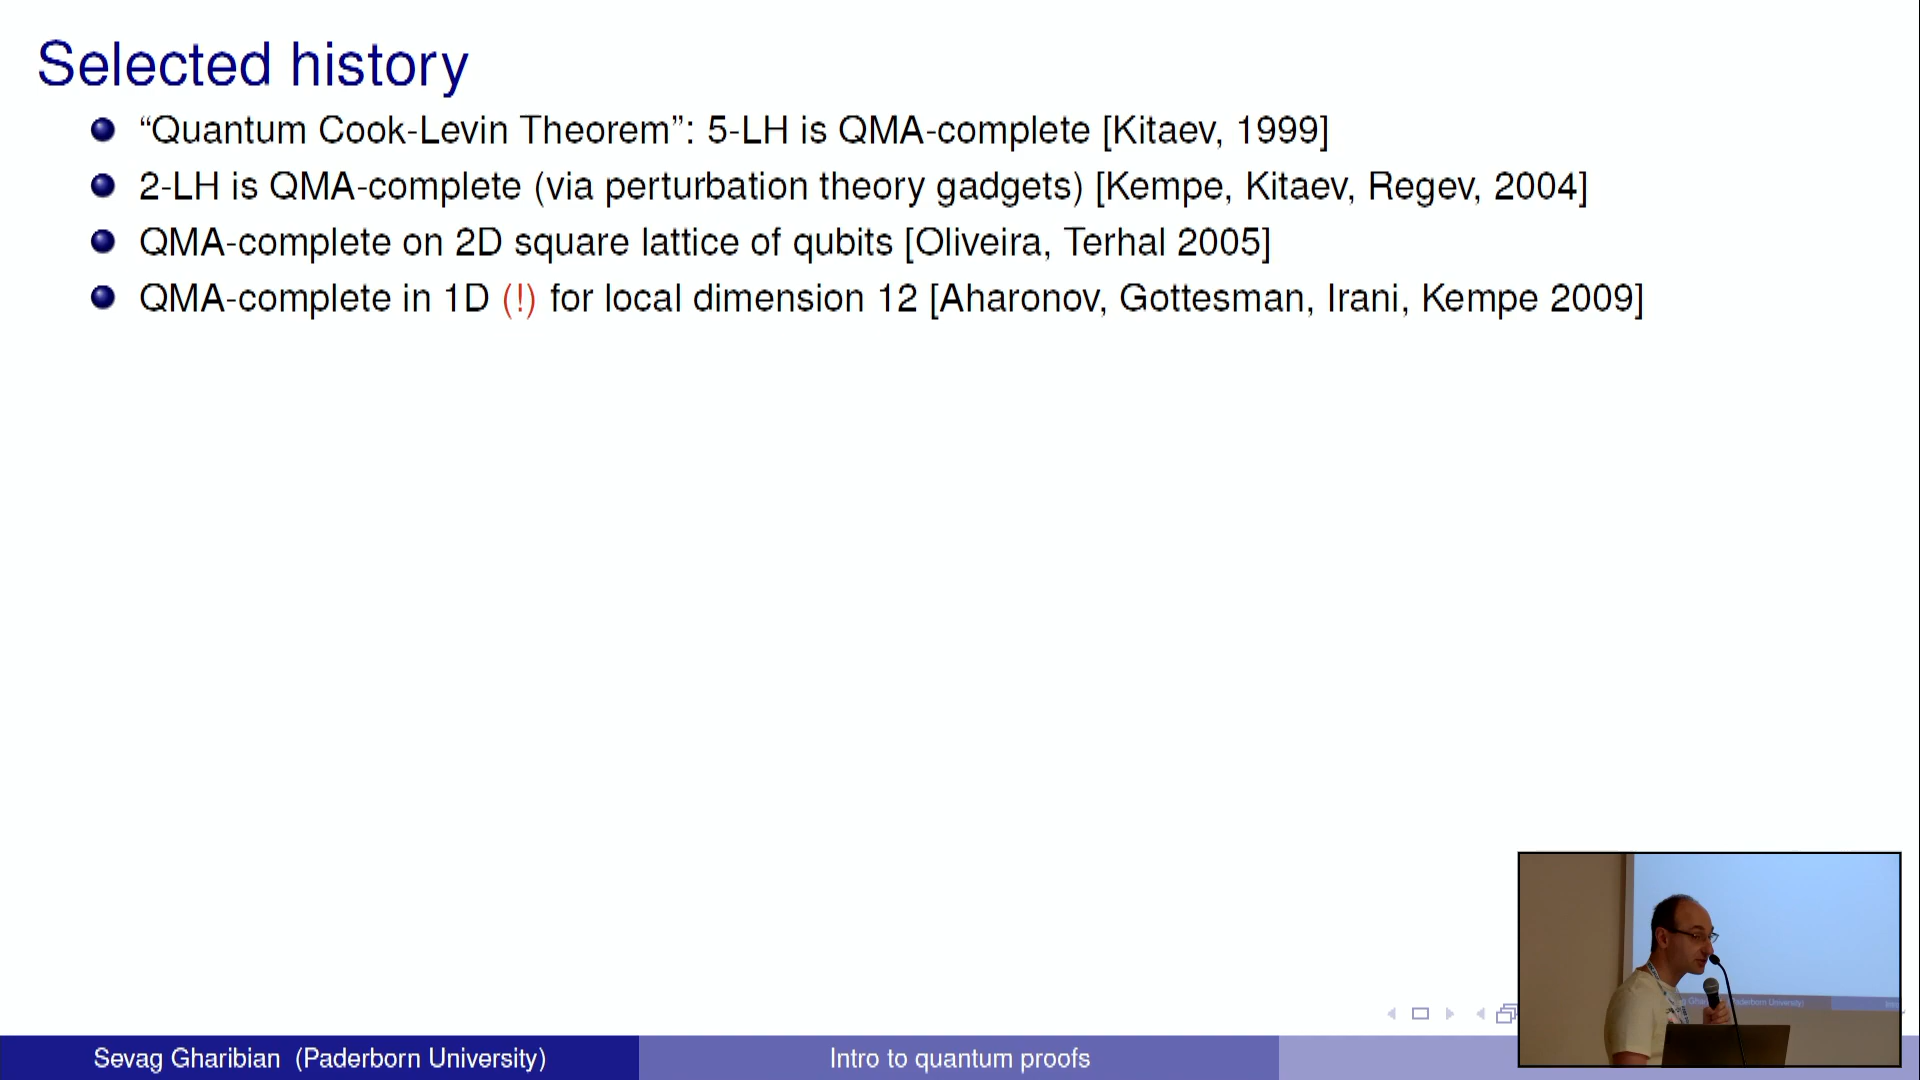 Selected history
“Quantum Cook-Levin Theorem”: 5-LH is QMA-complete [Kitaev, 1999]
2-LH is QMA-complete (via perturbation theory gadgets) [Kempe, Kitaev, Regev, 2004]
QMA-complete on 2D square lattice of qubits [Oliveira, Terhal 2005]
QMA-complete in 1D (!) for local dimension 12 [Aharonov, Gottesman, Irani, Kempe 2009]
Paderborn University)
Sevag Gharibian (Paderborn University)
Intro to quantum proofs